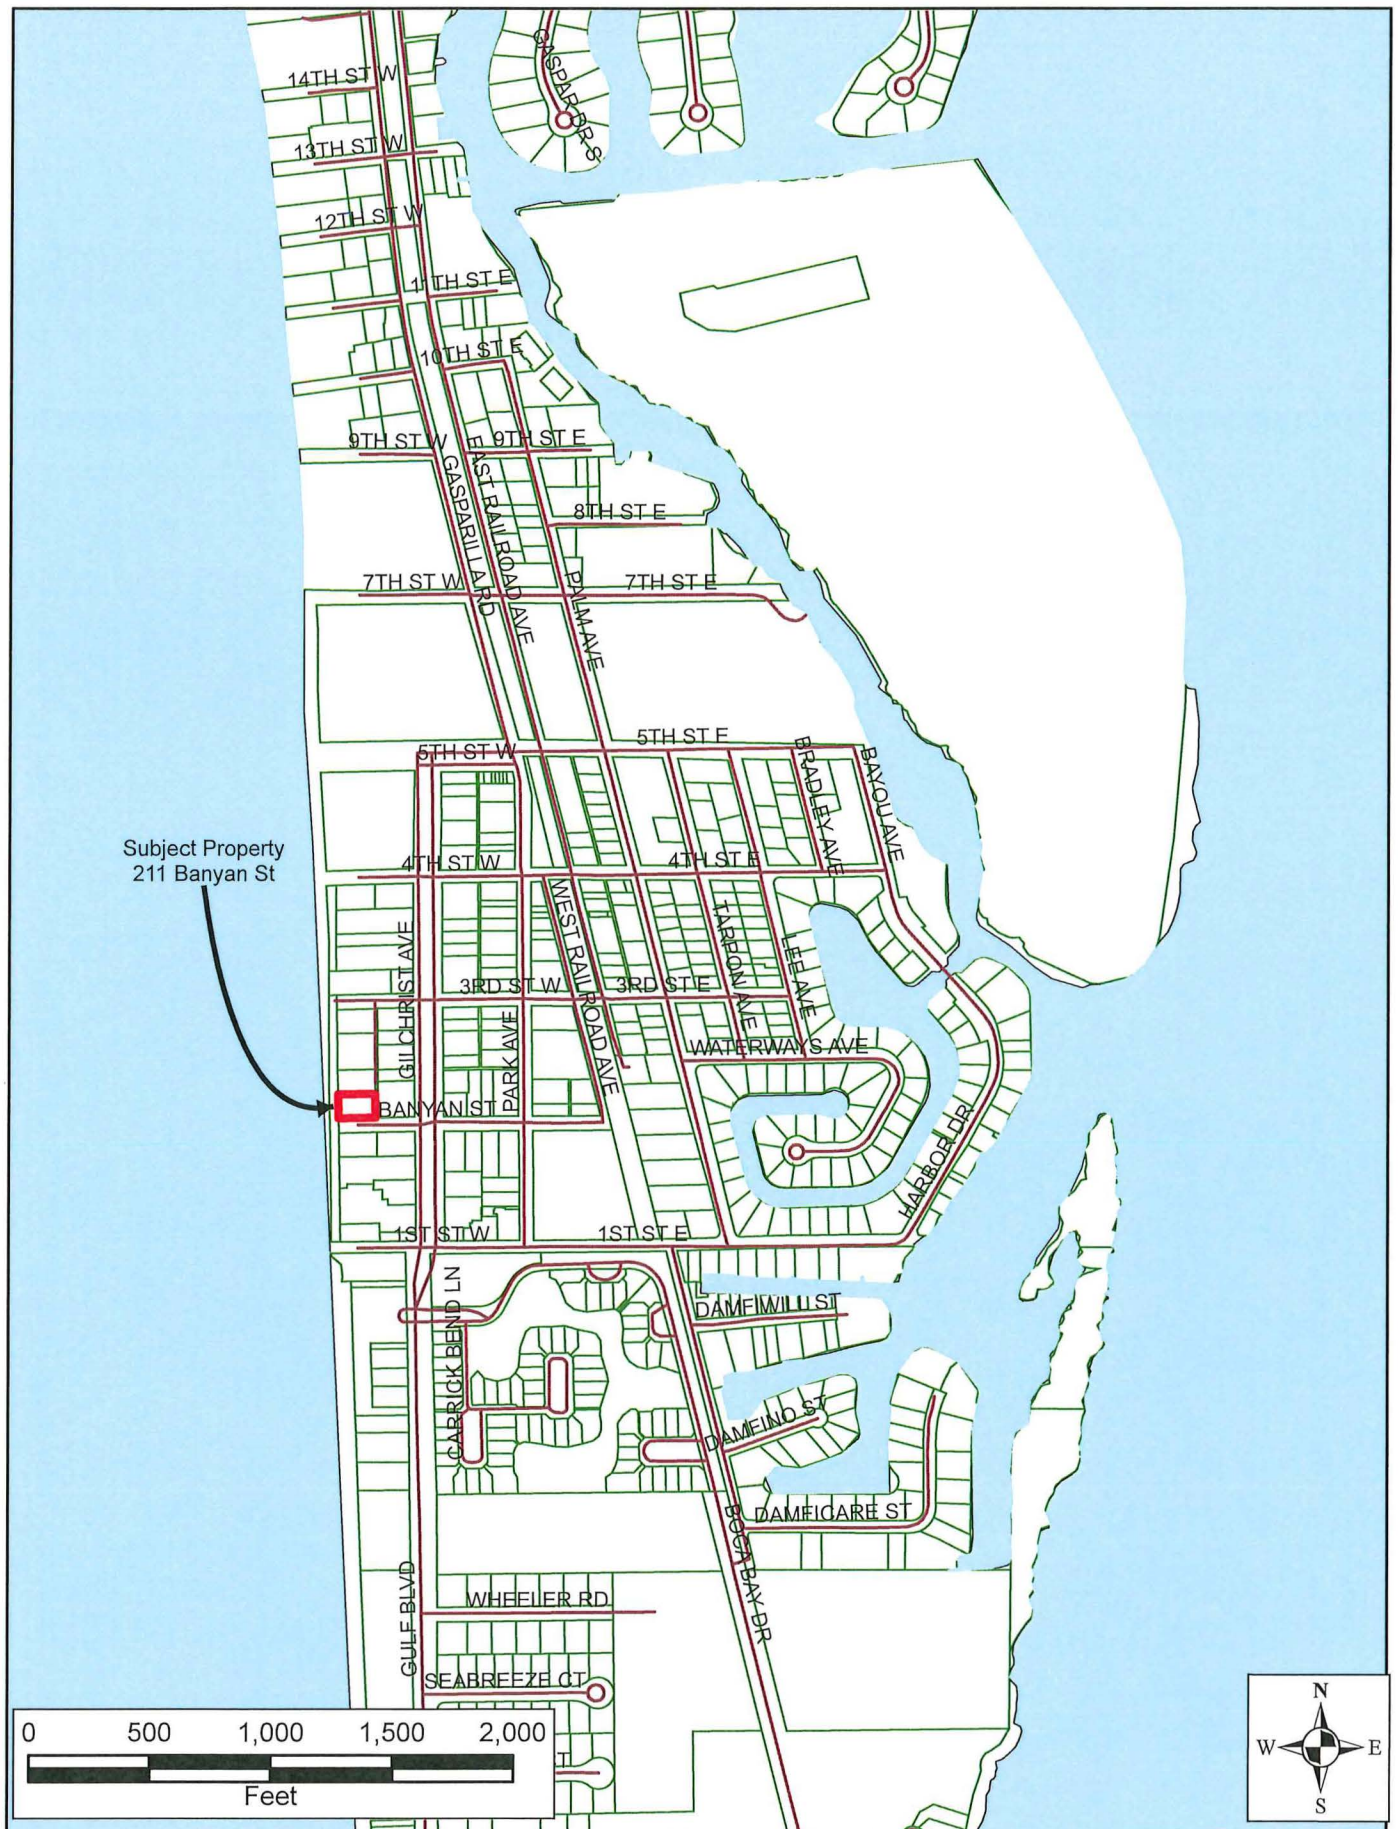 GASPAR DR S
14TH ST W
13TH ST W
12TH ST W
11TH ST E
10TH ST E
9TH ST W
9TH ST E
EAST RAILROAD AVE
GASPARILLA RD
8TH ST E
7TH ST W
7TH ST E
PALM AVE
5TH ST W
5TH ST E
BRADLEY AVE
BAYOU AVE
Subject Property
211 Banyan St
4TH ST W
4TH ST E
WEST RAILROAD AVE
TARPON AVE
LEE AVE
GILCHRIST AVE
3RD ST W
3RD ST E
PARK AVE
WATERWAYS AVE
BANYAN ST
HARBOR DR
1ST ST W
1ST ST E
CARRICK BEND LN
DAMFIWILL ST
DAMFINO ST
DAMFICARE ST
BOCA BAY DR
GULF BLVD
WHEELER RD
SEABREEZE CT
0 500 1,000 1,500 2,000
Feet
N
W E
S